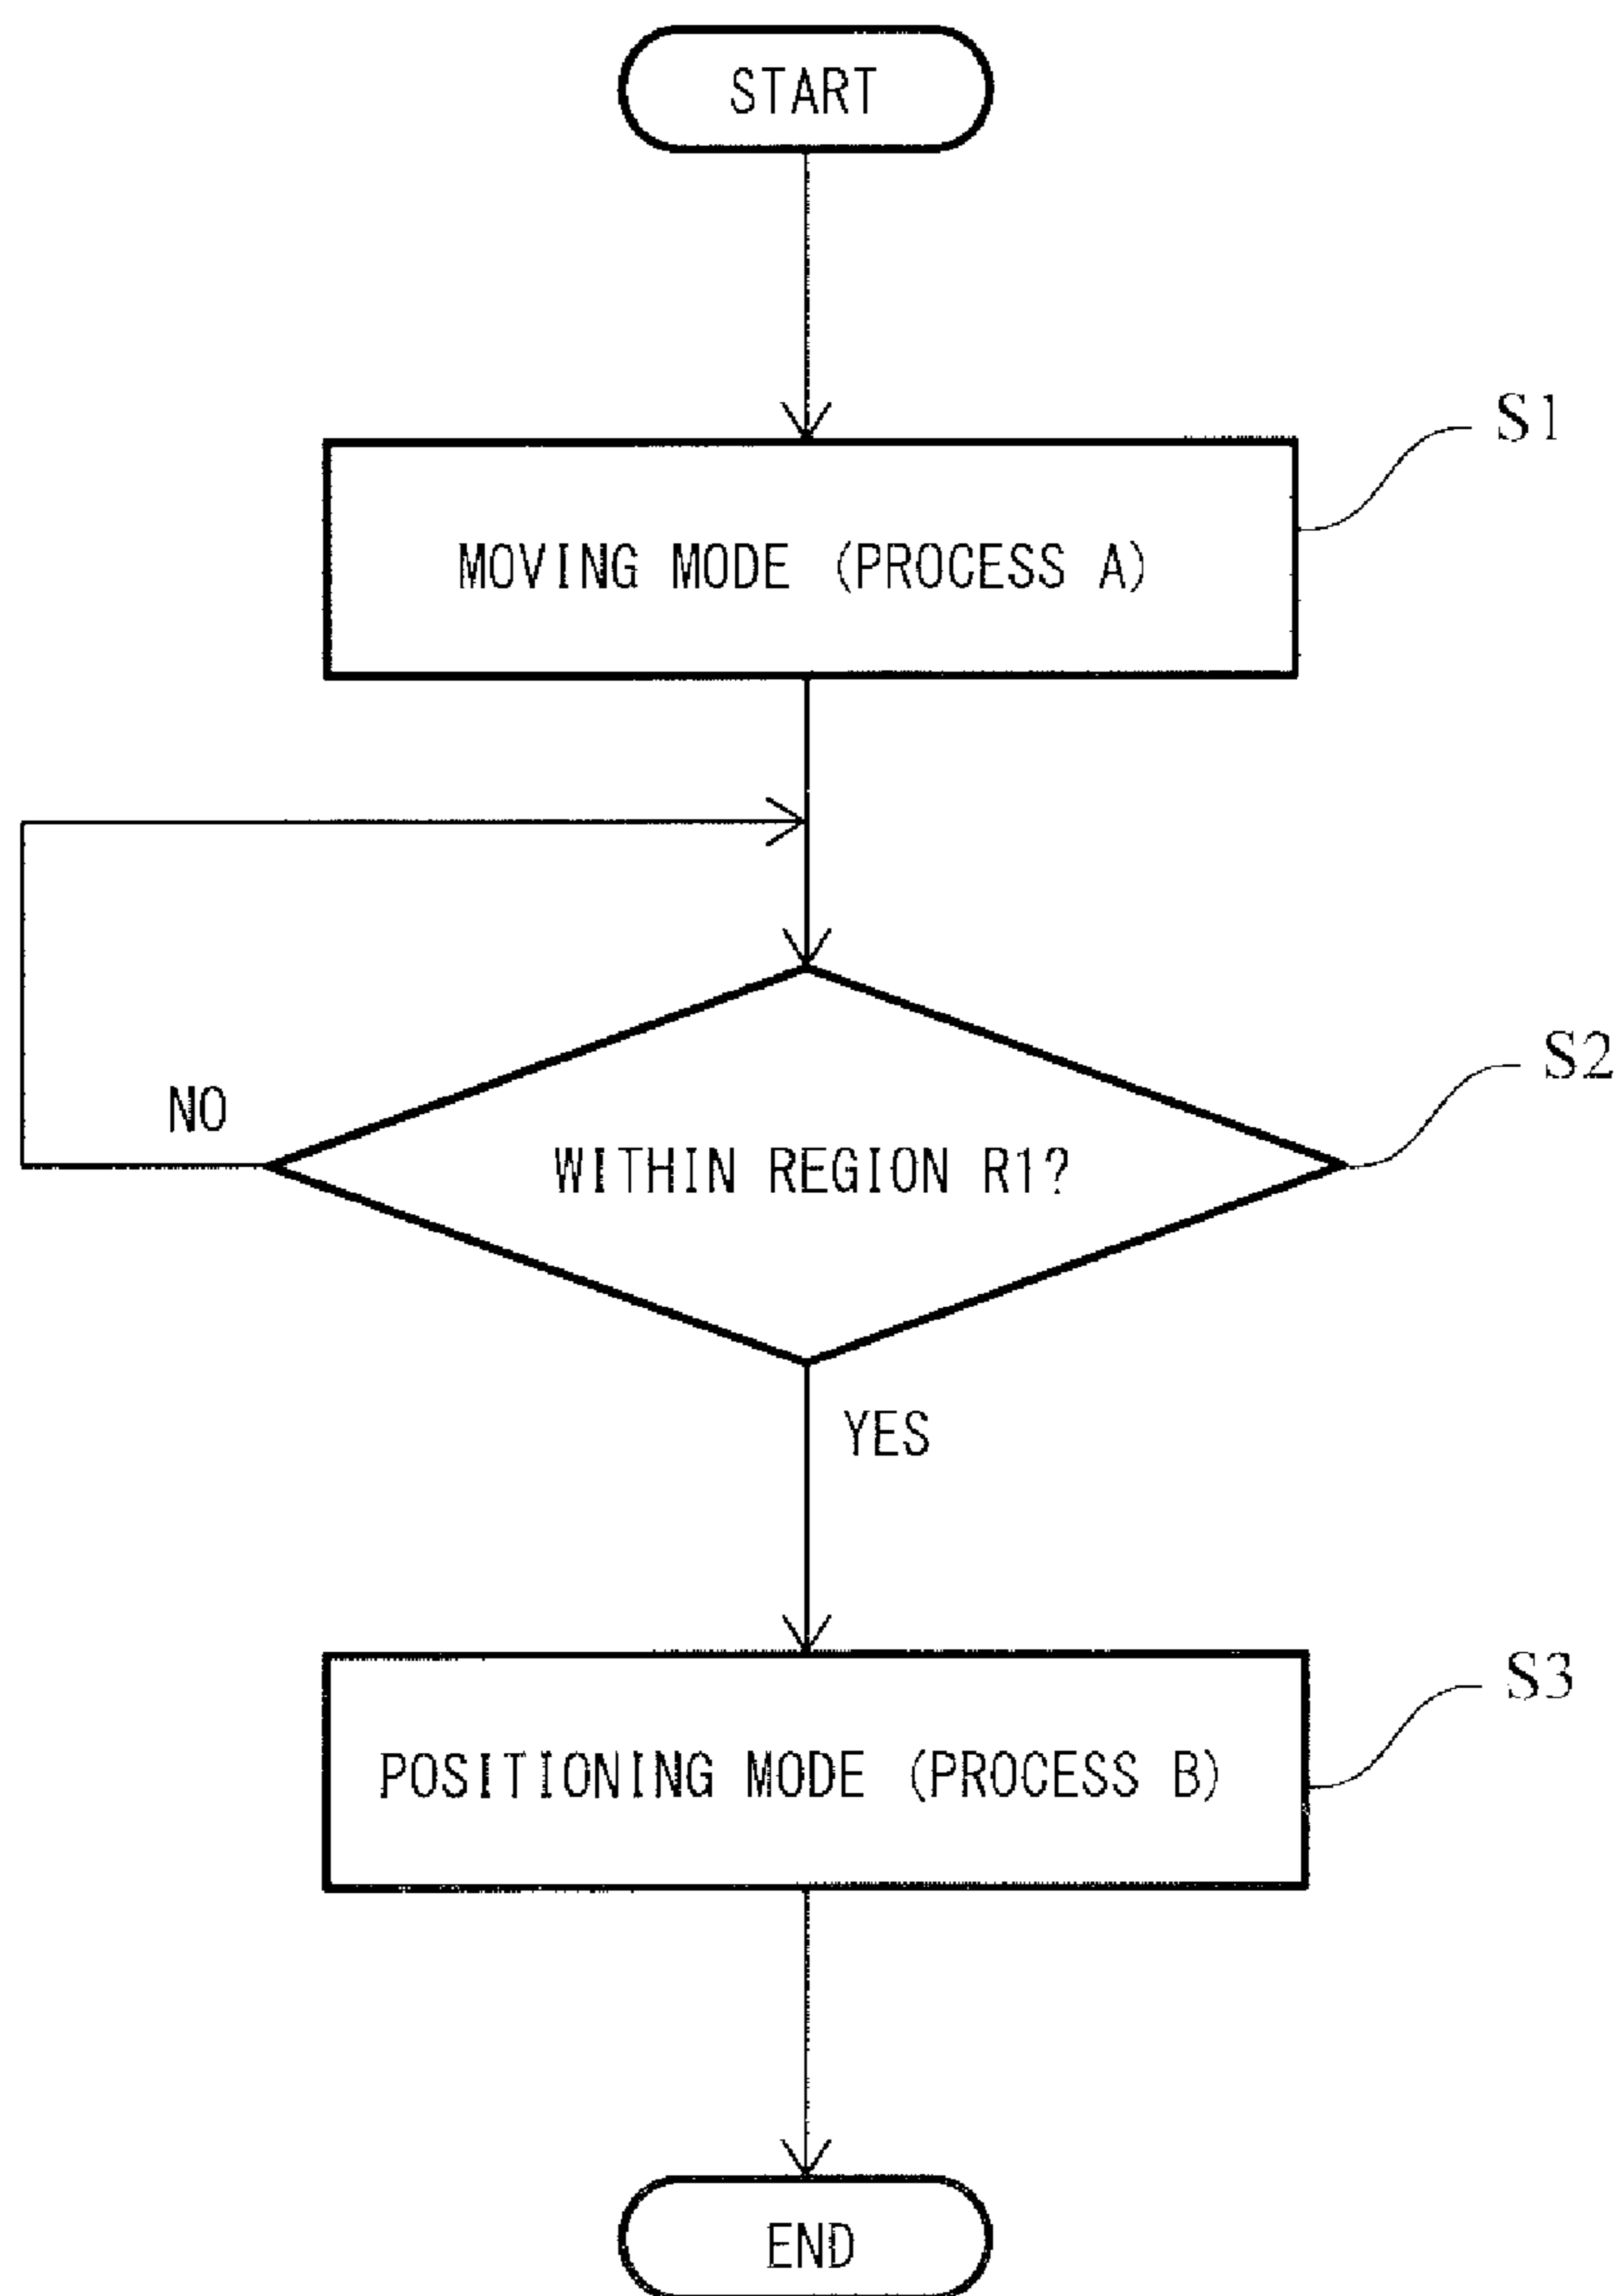 START
S1
MOVING MODE (PROCESS A)
S2
NO
WITHIN REGION R1?
YES
S3
POSITIONING MODE (PROCESS B)
END